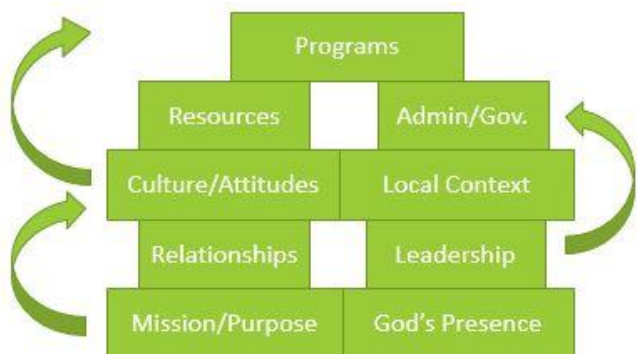 Programs
Resources
Admin/Gov.
Culture/Attitudes
Local Context
Relationships
Leadership
Mission/Purpose
God's Presence